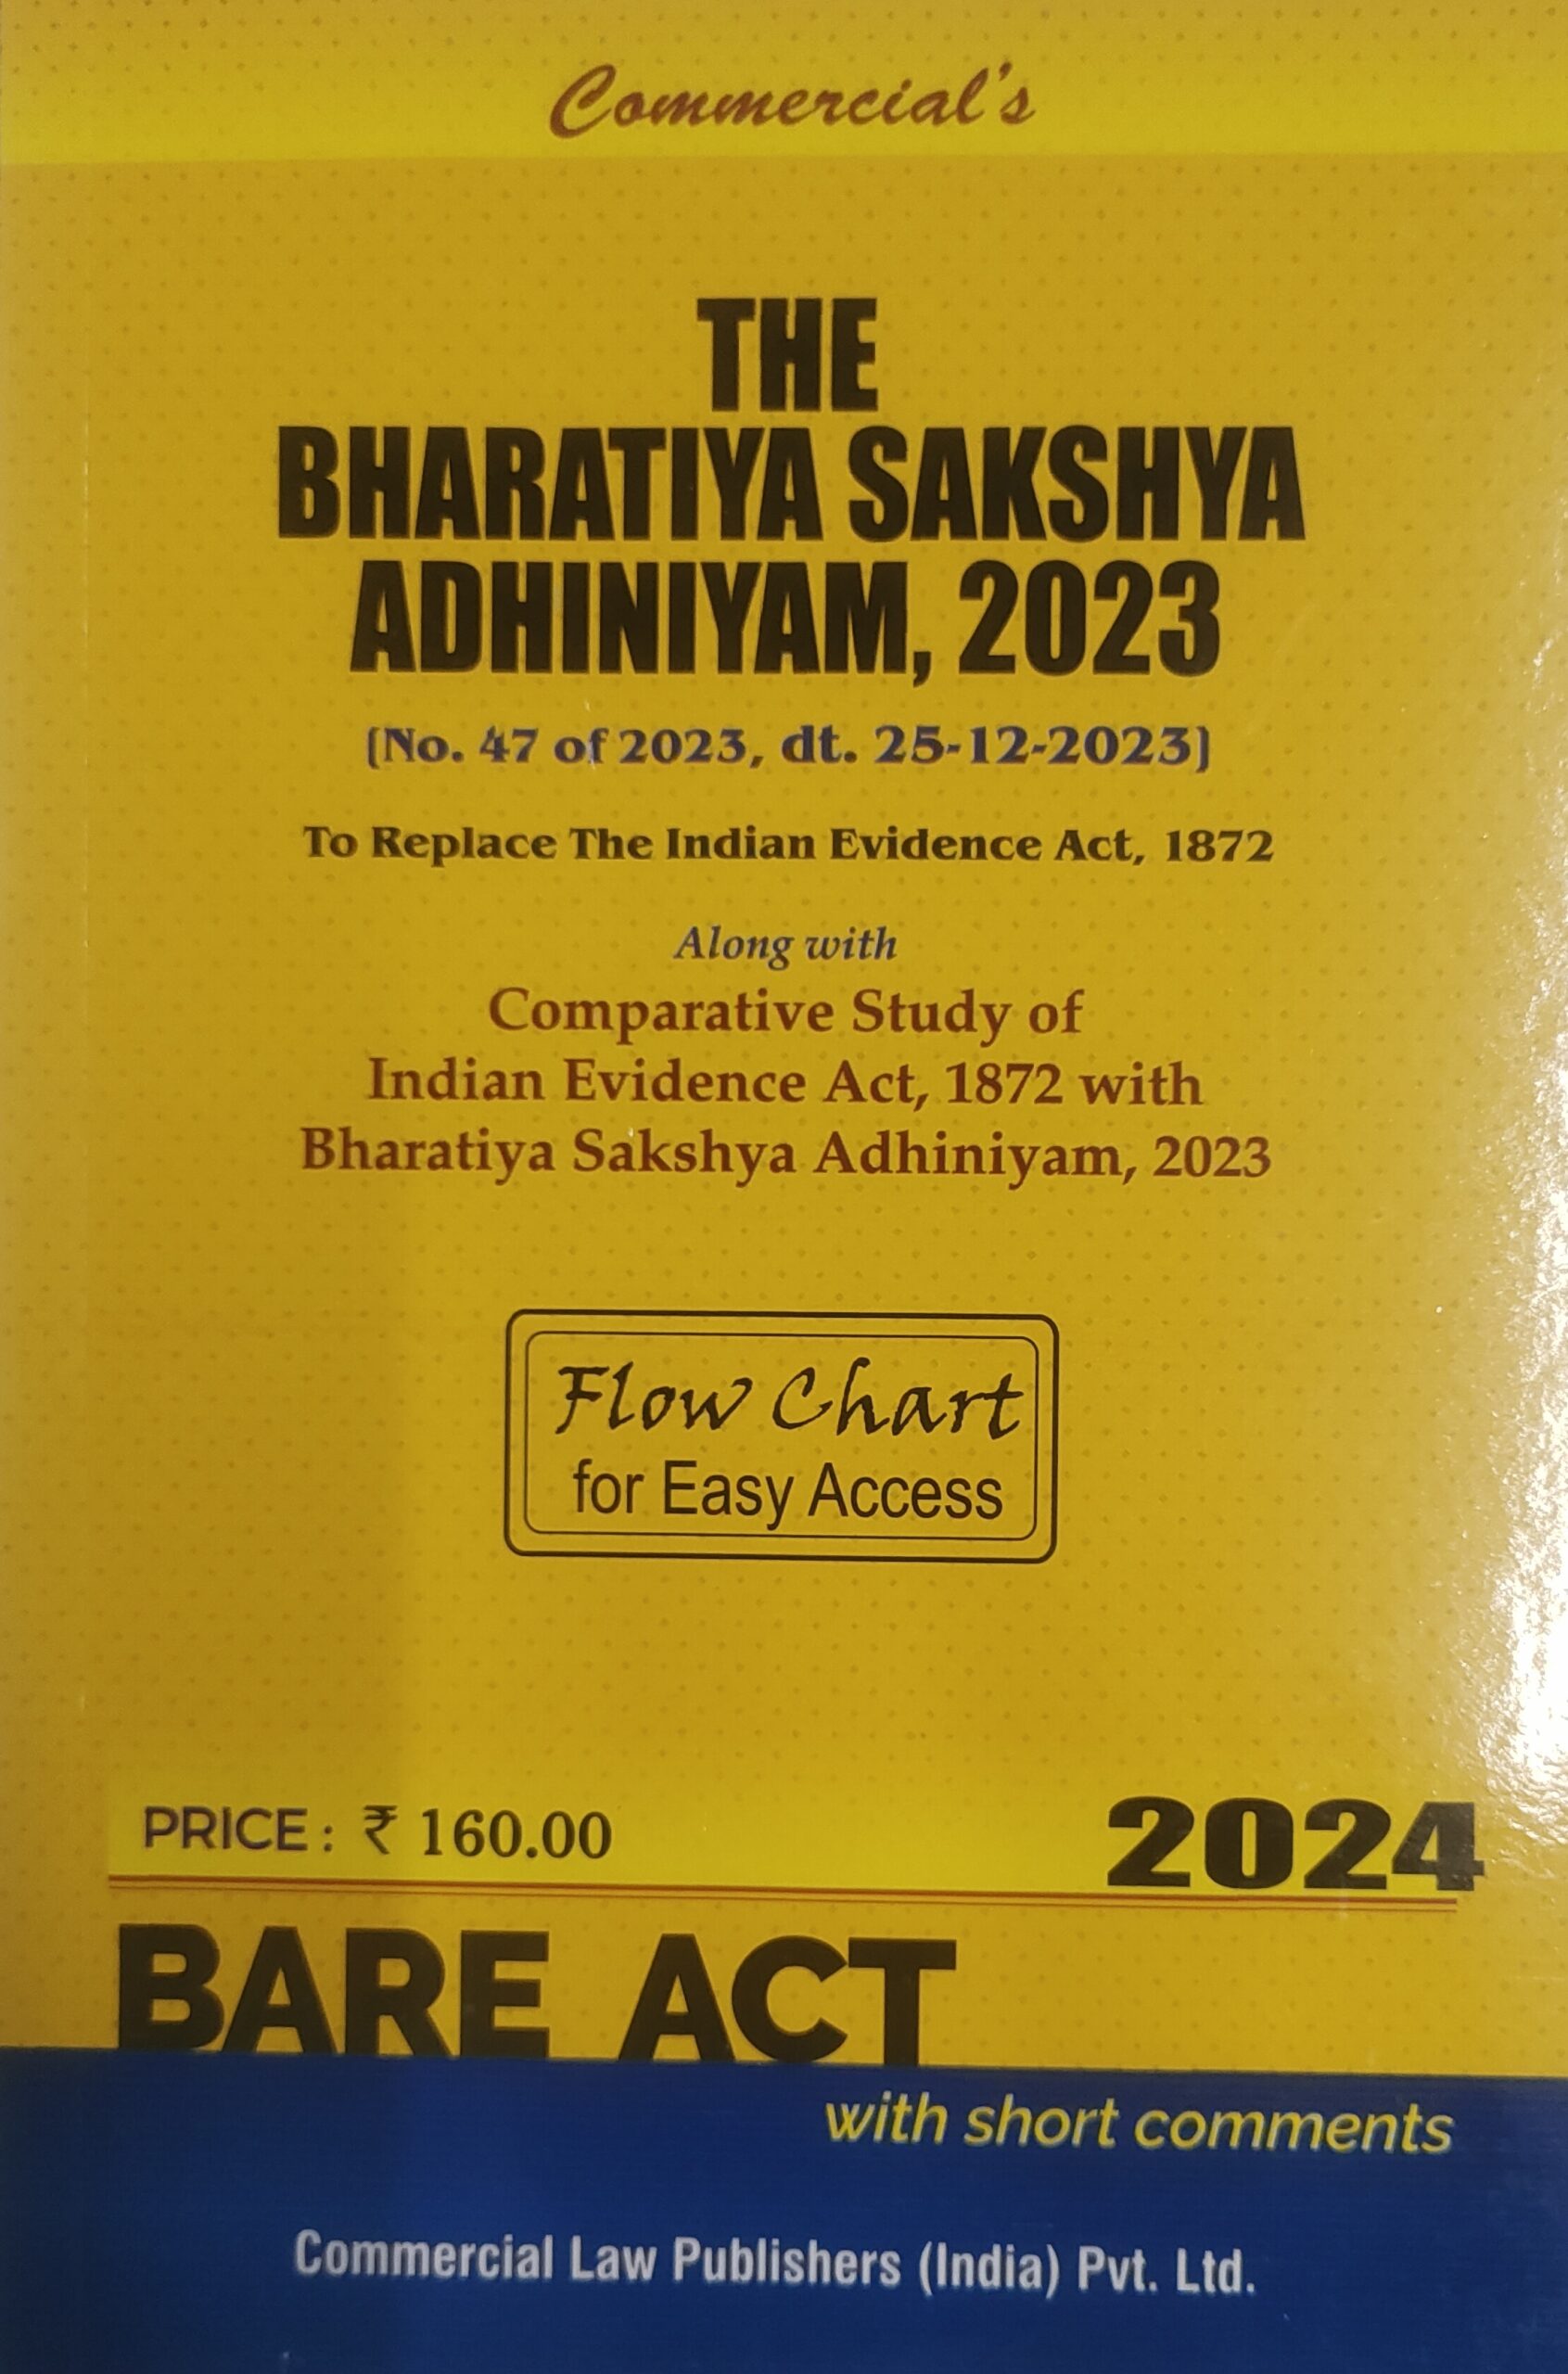 Commercial's
THE
BHARATIYA SAKSHYA
ADHINIYAM, 2023
(No. 47 of 2023, dt. 25-12-2023)
To Replace The Indian Evidence Act, 1872
Along with
Comparative Study of
Indian Evidence Act, 1872 with
Bharatiya Sakshya Adhiniyam, 2023
Flow Chart
for Easy Access
PRICE : ₹ 160.00
2024
BARE ACT
with short comments
Commercial Law Publishers (India) Pvt. Ltd.